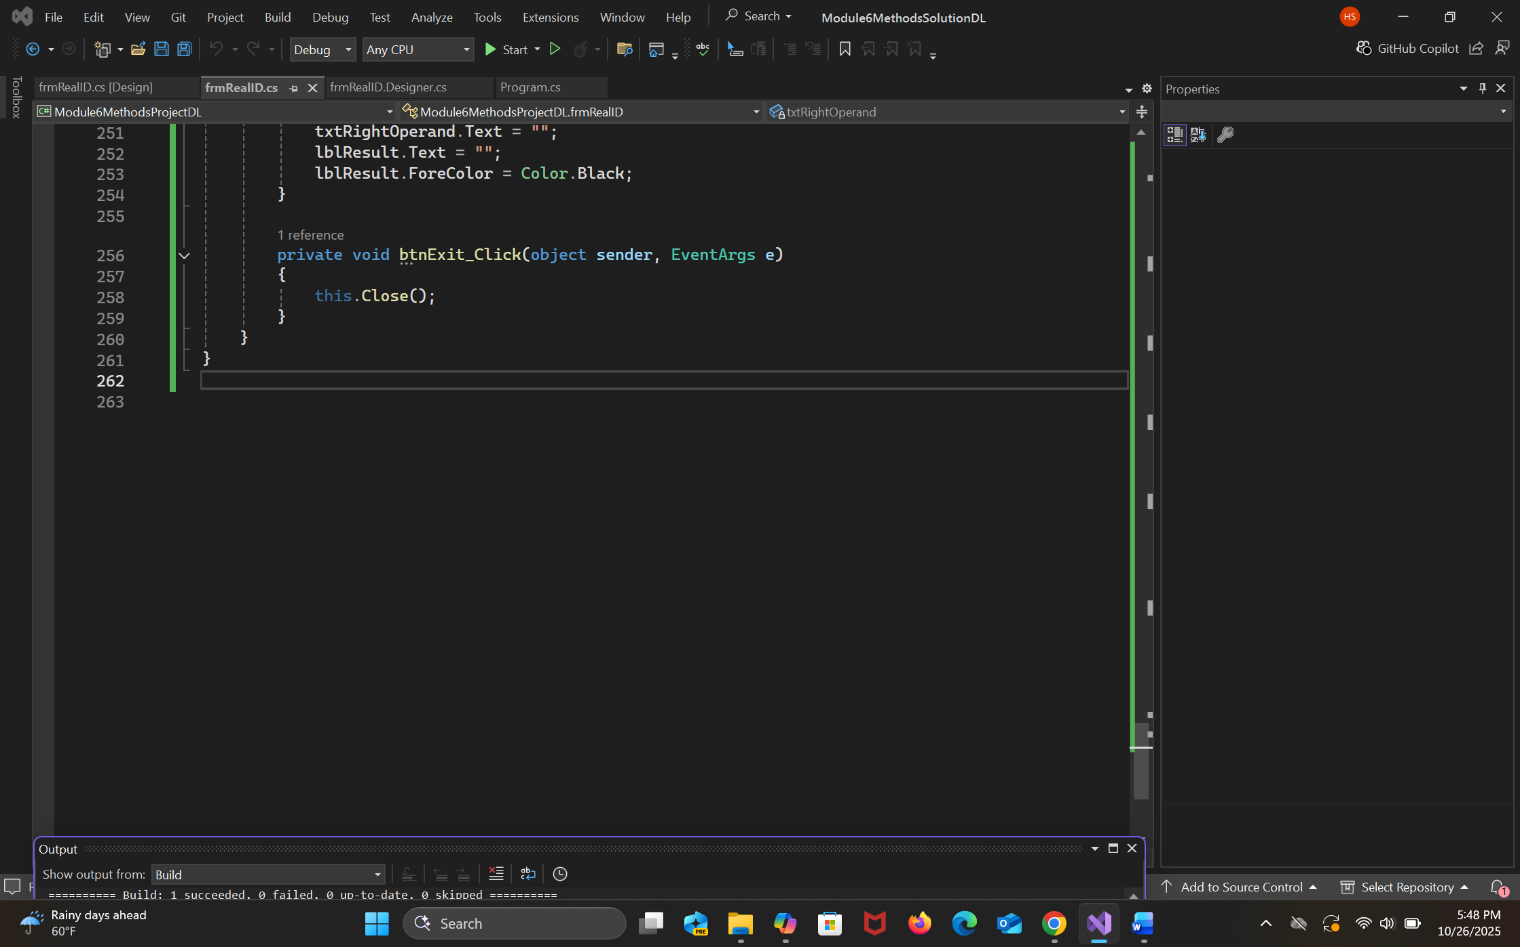 File Edit View Git Project Build Debug Test Analyze Tools Extensions Window Help Search Module6MethodsSolutionDL HS
Debug Any CPU Start abc GitHub Copilot
Toolbox
frmRealID.cs [Design] frmRealID.cs frmRealID.Designer.cs Program.cs
Module6MethodsProjectDL Module6MethodsProjectDL.frmRealID txtRightOperand
251 txtRightOperand.Text = "";
252 lblResult.Text = "";
253 lblResult.ForeColor = Color.Black;
254 }
255
1 reference
256 private void btnExit_Click(object sender, EventArgs e)
257 {
258 this.Close();
259 }
260 }
261 }
262
263
Properties
Output
Show output from: Build
========== Build: 1 succeeded, 0 failed, 0 up-to-date, 0 skipped ==========
Add to Source Control Select Repository 1
Rainy days ahead
60°F
Search
PRE
5:48 PM
10/26/2025